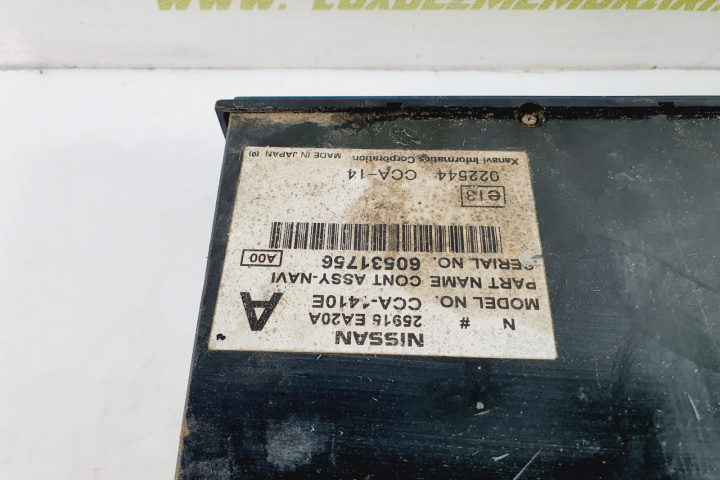 NISSAN
N # 25915 EA20A
MODEL NO. CCA-1410E
A
PART NAME CONT ASSY-NAVI
SERIAL NO. 60531756
A00
e13
022544 CCA-14
Xanavi Informatics Corporation MADE IN JAPAN (0)